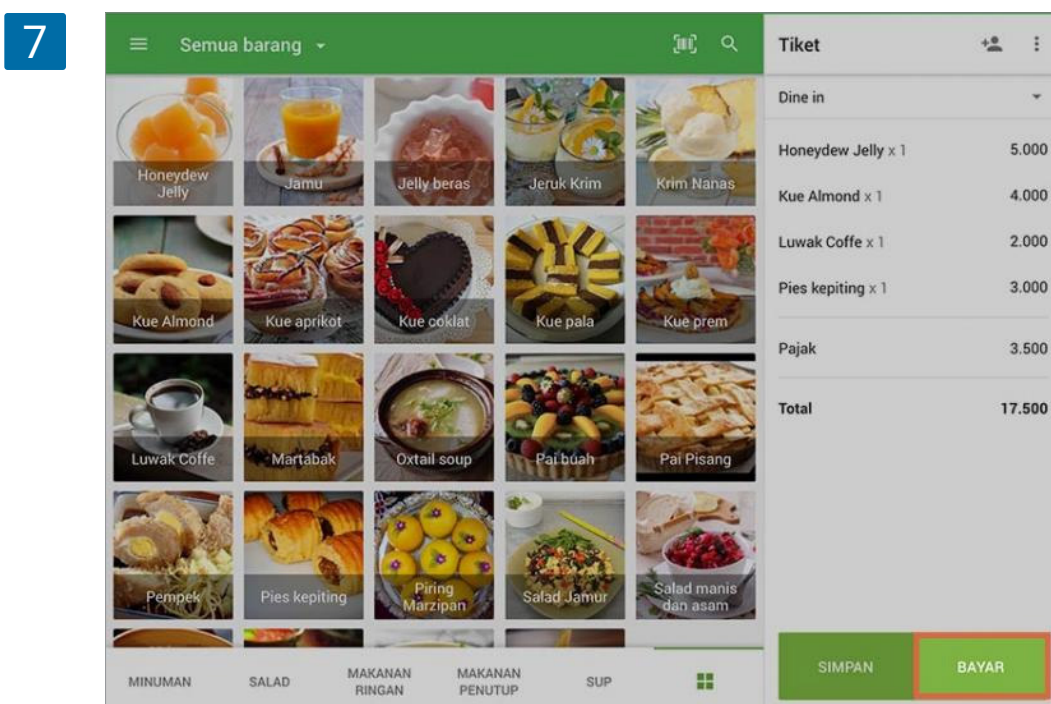 7
Semua barang
Tiket
Dine in
Honeydew Jelly x 1 5.000
Kue Almond x 1 4.000
Luwak Coffe x 1 2.000
Pies kepiting x 1 3.000
Pajak 3.500
Total 17.500
Honeydew
Jelly
Jamu
Jelly beras
Jeruk Krim
Krim Nanas
Kue Almond
Kue aprikot
Kue coklat
Kue pala
Kue prem
Luwak Coffe
Martabak
Oxtail soup
Pai buah
Pai Pisang
Pempek
Pies kepiting
Piring
Marzipan
Salad Jamur
Salad manis
dan asam
MINUMAN
SALAD
MAKANAN
RINGAN
MAKANAN
PENUTUP
SUP
SIMPAN
BAYAR